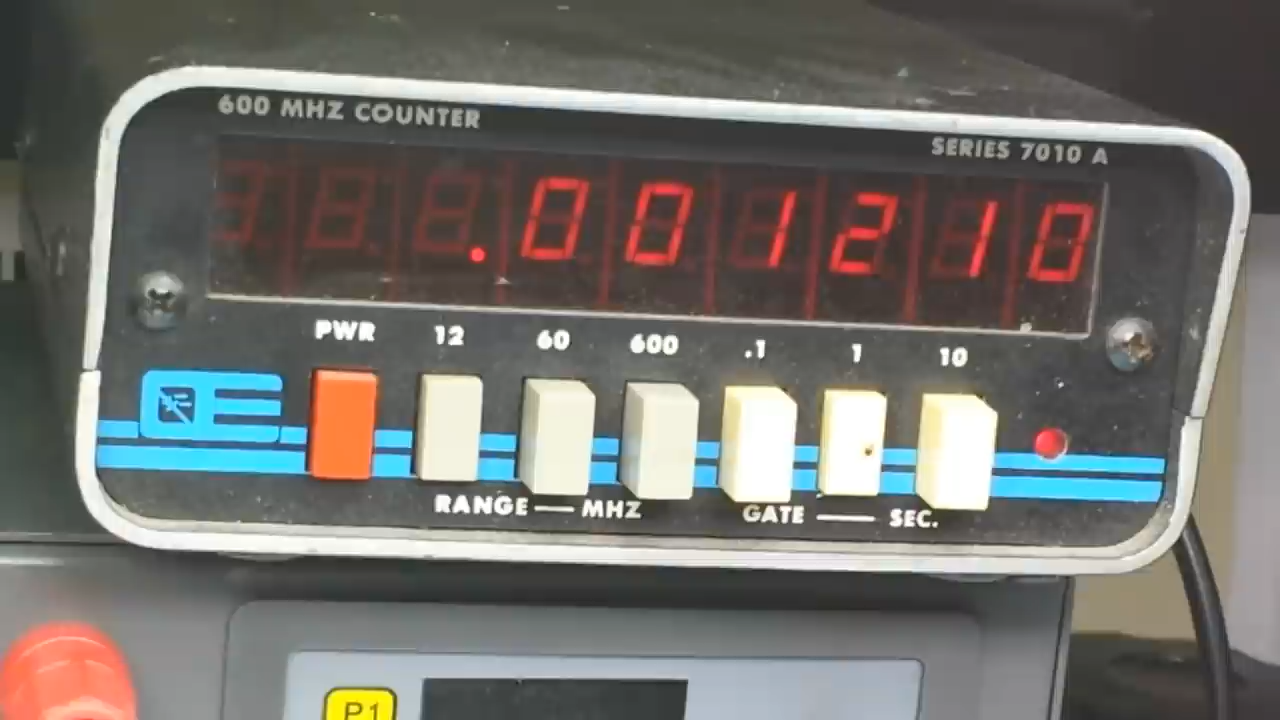 600 MHZ COUNTER
SERIES 7010 A
.001210
PWR 12 60 600 .1 1 10
RANGE — MHZ GATE — SEC.
P1